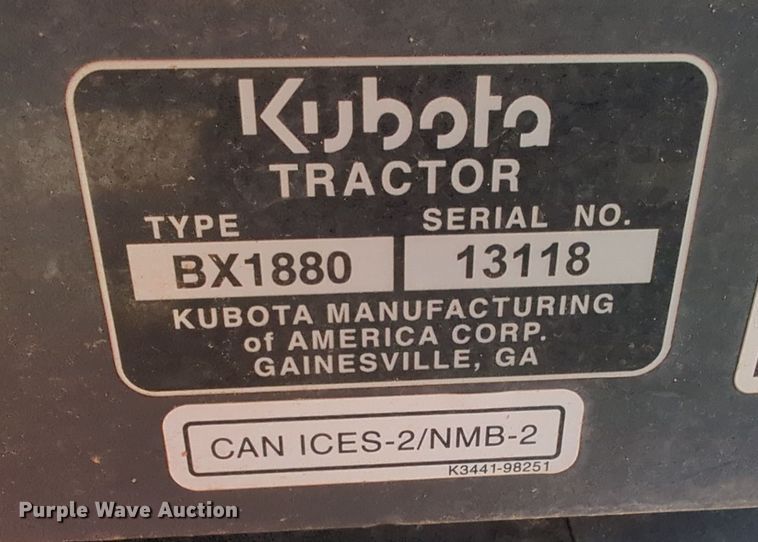 Kubota
TRACTOR
TYPE SERIAL NO.
BX1880 13118
KUBOTA MANUFACTURING
of AMERICA CORP.
GAINESVILLE, GA
CAN ICES-2/NMB-2
K3441-98251
Purple Wave Auction